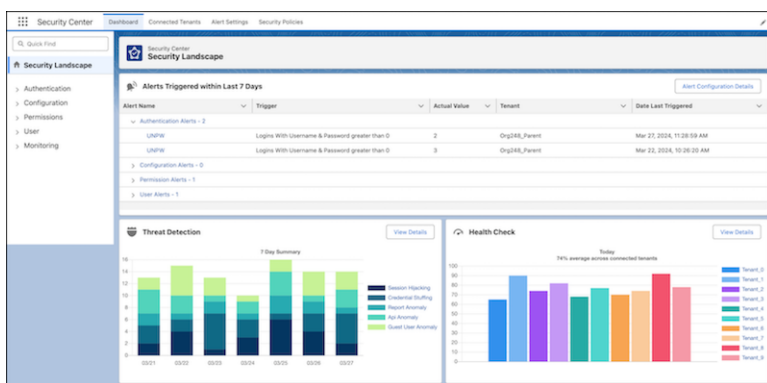 Security Center Dashboard Connected Tenants Alert Settings Security Policies
Quick Find
Security Landscape
Authentication
Configuration
Permissions
User
Monitoring
Security Center
Security Landscape
Alerts Triggered within Last 7 Days
Alert Configuration Details
Alert Name Trigger Actual Value Tenant Date Last Triggered
Authentication Alerts - 2
UNPW Logins With Username & Password greater than 0 2 Org248_Parent Mar 27, 2024, 11:28:59 AM
UNPW Logins With Username & Password greater than 0 3 Org248_Parent Mar 22, 2024, 10:26:20 AM
Configuration Alerts - 0
Permission Alerts - 1
User Alerts - 1
Threat Detection
View Details
7 Day Summary
16
14
12
10
8
6
4
2
0
03/21 03/22 03/23 03/24 03/25 03/26 03/27
Session Hijacking
Credential Stuffing
Report Anomaly
Api Anomaly
Guest User Anomaly
Health Check
View Details
Today
74% average across connected tenants
100
90
80
70
60
50
40
30
20
10
0
Tenant_0
Tenant_1
Tenant_2
Tenant_3
Tenant_4
Tenant_5
Tenant_6
Tenant_7
Tenant_8
Tenant_9